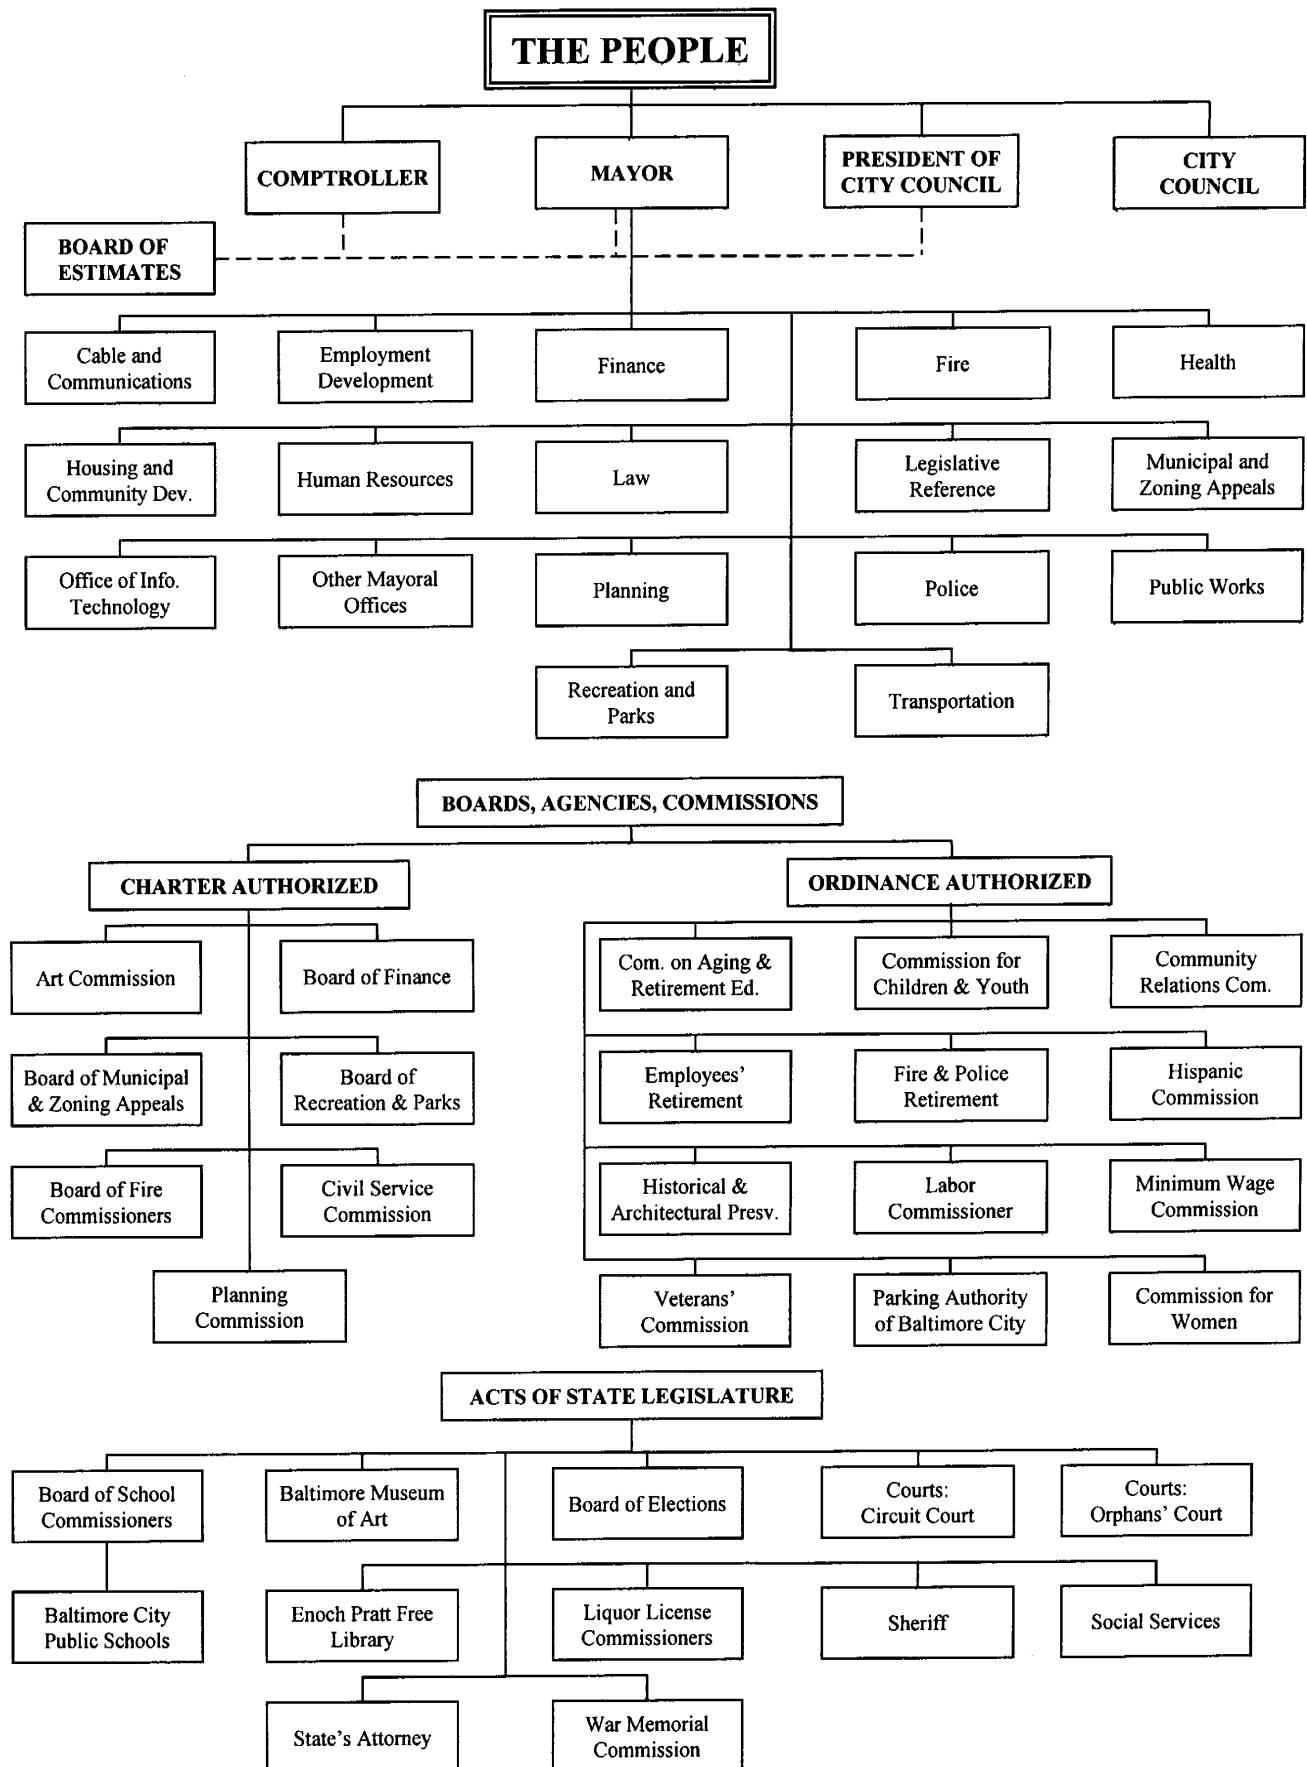 THE PEOPLE
COMPTROLLER
MAYOR
PRESIDENT OF
CITY COUNCIL
CITY
COUNCIL
BOARD OF
ESTIMATES
Cable and
Communications
Employment
Development
Finance
Fire
Health
Housing and
Community Dev.
Human Resources
Law
Legislative
Reference
Municipal and
Zoning Appeals
Office of Info.
Technology
Other Mayoral
Offices
Planning
Police
Public Works
Recreation and
Parks
Transportation
BOARDS, AGENCIES, COMMISSIONS
CHARTER AUTHORIZED
Art Commission
Board of Finance
Board of Municipal
& Zoning Appeals
Board of
Recreation & Parks
Board of Fire
Commissioners
Civil Service
Commission
Planning
Commission
ORDINANCE AUTHORIZED
Com. on Aging &
Retirement Ed.
Commission for
Children & Youth
Community
Relations Com.
Employees'
Retirement
Fire & Police
Retirement
Hispanic
Commission
Historical &
Architectural Presv.
Labor
Commissioner
Minimum Wage
Commission
Veterans'
Commission
Parking Authority
of Baltimore City
Commission for
Women
ACTS OF STATE LEGISLATURE
Board of School
Commissioners
Baltimore Museum
of Art
Board of Elections
Courts:
Circuit Court
Courts:
Orphans' Court
Baltimore City
Public Schools
Enoch Pratt Free
Library
Liquor License
Commissioners
Sheriff
Social Services
State's Attorney
War Memorial
Commission